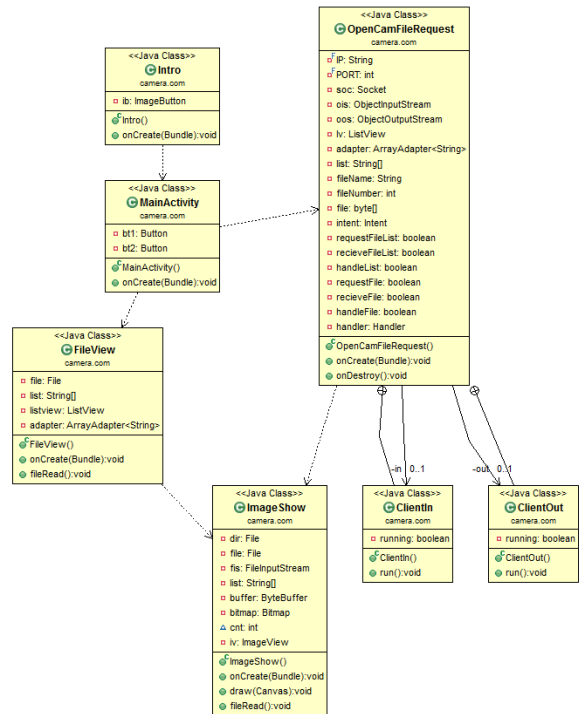 <<Java Class>>
Intro
camera.com
ib: ImageButton
Intro()
onCreate(Bundle):void
<<Java Class>>
MainActivity
camera.com
bt1: Button
bt2: Button
MainActivity()
onCreate(Bundle):void
<<Java Class>>
OpenCamFileRequest
camera.com
IP: String
PORT: int
soc: Socket
ois: ObjectInputStream
oos: ObjectOutputStream
lv: ListView
adapter: ArrayAdapter<String>
list: String[]
fileName: String
fileNumber: int
file: byte[]
intent: Intent
requestFileList: boolean
recieveFileList: boolean
handleList: boolean
requestFile: boolean
recieveFile: boolean
handleFile: boolean
handler: Handler
OpenCamFileRequest()
onCreate(Bundle):void
onDestroy():void
<<Java Class>>
FileView
camera.com
file: File
list: String[]
listview: ListView
adapter: ArrayAdapter<String>
FileView()
onCreate(Bundle):void
fileRead():void
<<Java Class>>
ImageShow
camera.com
dir: File
file: File
fis: FileInputStream
list: String[]
buffer: ByteBuffer
bitmap: Bitmap
cnt: int
iv: ImageView
ImageShow()
onCreate(Bundle):void
draw(Canvas):void
fileRead():void
-in 0..1
<<Java Class>>
ClientIn
camera.com
running: boolean
ClientIn()
run():void
-out 0..1
<<Java Class>>
ClientOut
camera.com
running: boolean
ClientOut()
run():void